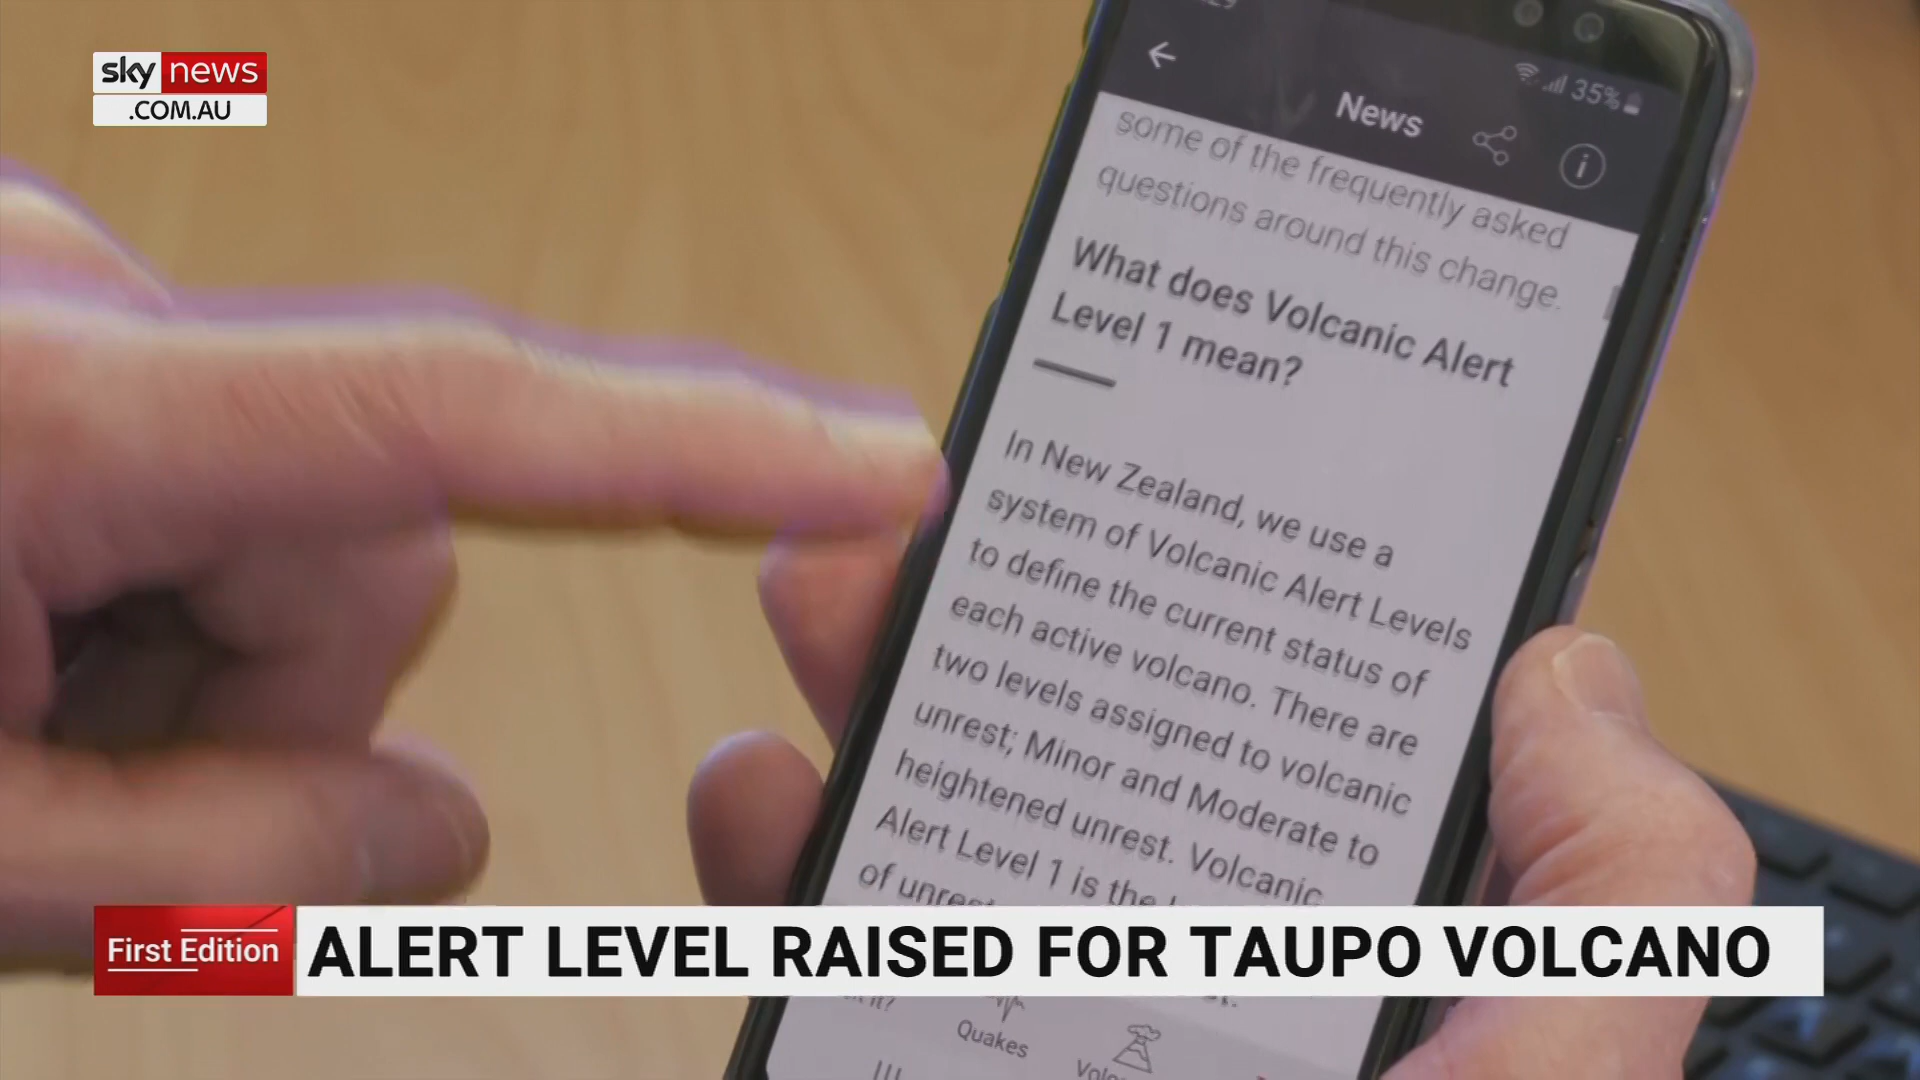 sky news
.COM.AU
35%
News
some of the frequently asked
questions around this change.
What does Volcanic Alert
Level 1 mean?
In New Zealand, we use a
system of Volcanic Alert Levels
to define the current status of
each active volcano. There are
two levels assigned to volcanic
unrest; Minor and Moderate to
heightened unrest. Volcanic
Alert Level 1 is the
of unrest
First Edition
ALERT LEVEL RAISED FOR TAUPO VOLCANO
it?
Quakes